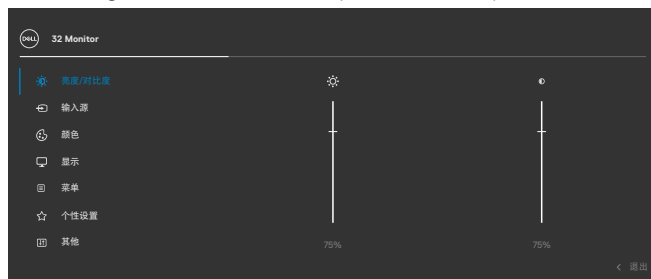 DELL 32 Monitor
亮度/对比度
输入源
颜色
显示
菜单
个性设置
其他
75% 75%
退出